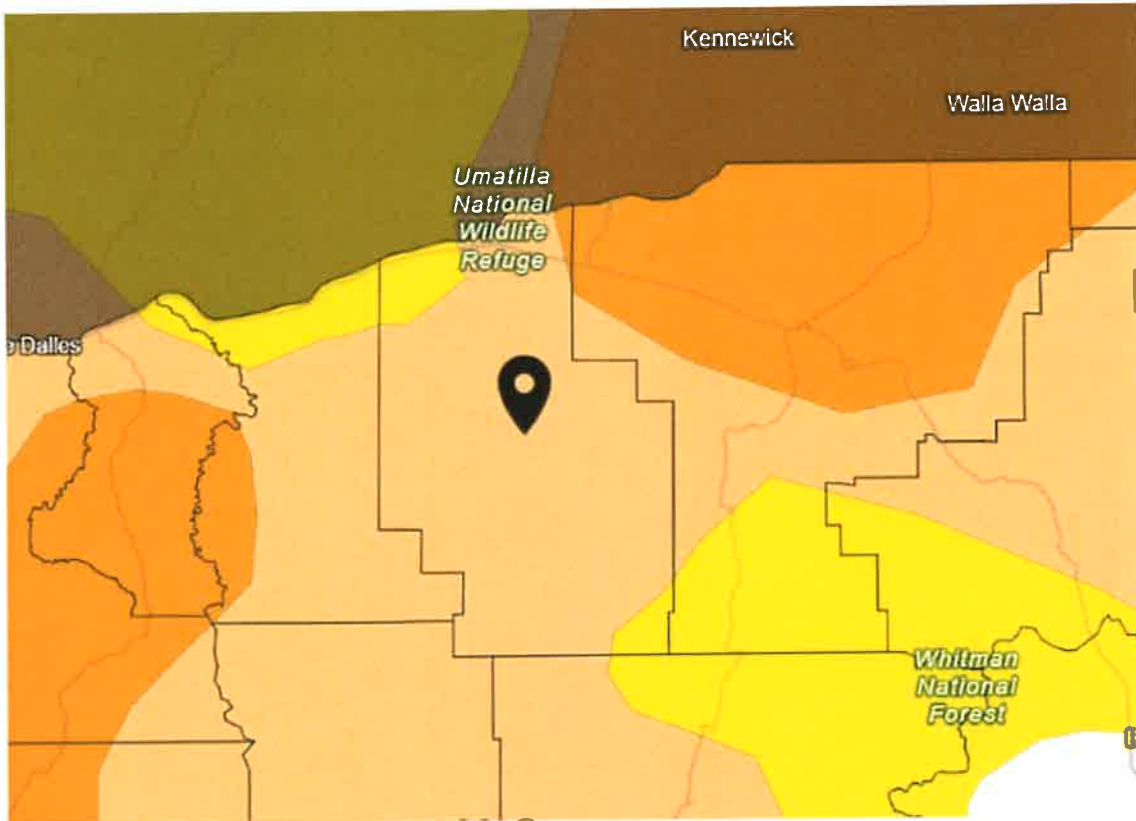 Kennewick
Walla Walla
Umatilla
National
Wildlife
Refuge
Dalles
Whitman
National
Forest